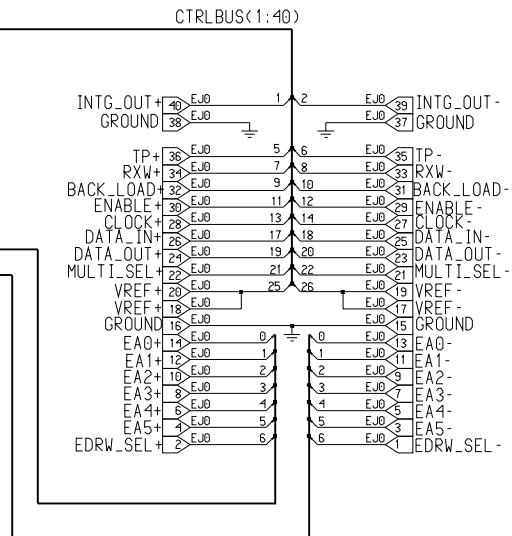 CTRLBUS(1:40)
INTG_OUT+ 40 EJ0 1 2 EJ0 39 INTG_OUT-
GROUND 38 EJ0 EJ0 37 GROUND
TP+ 36 EJ0 5 6 EJ0 35 TP-
RXW+ 34 EJ0 7 8 EJ0 33 RXW-
BACK_LOAD+ 32 EJ0 9 10 EJ0 31 BACK_LOAD-
ENABLE+ 30 EJ0 11 12 EJ0 29 ENABLE-
CLOCK+ 28 EJ0 13 14 EJ0 27 CLOCK-
DATA_IN+ 26 EJ0 17 18 EJ0 25 DATA_IN-
DATA_OUT+ 24 EJ0 19 20 EJ0 23 DATA_OUT-
MULTI_SEL+ 22 EJ0 21 22 EJ0 21 MULTI_SEL-
VREF+ 20 EJ0 25 26 EJ0 19 VREF-
VREF+ 18 EJ0 EJ0 17 VREF-
GROUND 16 EJ0 EJ0 15 GROUND
EA0+ 14 EJ0 0 0 EJ0 13 EA0-
EA1+ 12 EJ0 1 1 EJ0 11 EA1-
EA2+ 10 EJ0 2 2 EJ0 9 EA2-
EA3+ 8 EJ0 3 3 EJ0 7 EA3-
EA4+ 6 EJ0 4 4 EJ0 5 EA4-
EA5+ 4 EJ0 5 5 EJ0 3 EA5-
EDRW_SEL+ 2 EJ0 6 6 EJ0 1 EDRW_SEL-